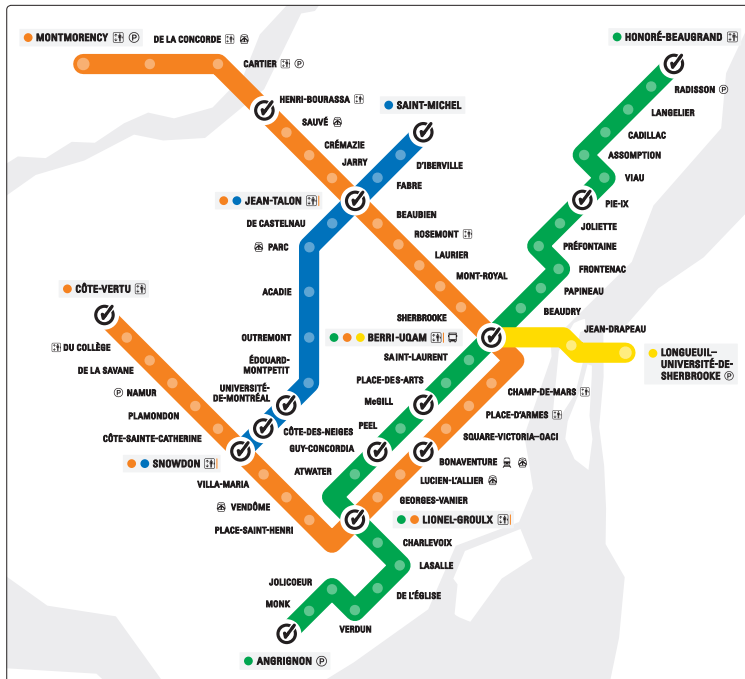 MONTMORENCY P
DE LA CONCORDE
CARTIER P
HENRI-BOURASSA
SAUVÉ
CRÉMAZIE
JARRY
JEAN-TALON
BEAUBIEN
ROSEMONT
LAURIER
MONT-ROYAL
SHERBROOKE
BERRI-UQAM
CHAMP-DE-MARS
PLACE-D'ARMES
SQUARE-VICTORIA–OACI
BONAVENTURE
LUCIEN-L'ALLIER
GEORGES-VANIER
LIONEL-GROULX
PLACE-SAINT-HENRI
VENDÔME
VILLA-MARIA
SNOWDON
CÔTE-SAINTE-CATHERINE
PLAMONDON
P NAMUR
DE LA SAVANE
DU COLLÈGE
CÔTE-VERTU
SAINT-MICHEL
D'IBERVILLE
FABRE
DE CASTELNAU
PARC
ACADIE
OUTREMONT
ÉDOUARD-
MONTPETIT
UNIVERSITÉ-
DE-MONTRÉAL
CÔTE-DES-NEIGES
HONORÉ-BEAUGRAND
RADISSON P
LANGELIER
CADILLAC
ASSOMPTION
VIAU
PIE-IX
JOLIETTE
PRÉFONTAINE
FRONTENAC
PAPINEAU
BEAUDRY
SAINT-LAURENT
PLACE-DES-ARTS
McGILL
PEEL
GUY-CONCORDIA
ATWATER
CHARLEVOIX
LASALLE
DE L'ÉGLISE
VERDUN
JOLICOEUR
MONK
ANGRIGNON P
JEAN-DRAPEAU
LONGUEUIL–
UNIVERSITÉ-DE-
SHERBROOKE P